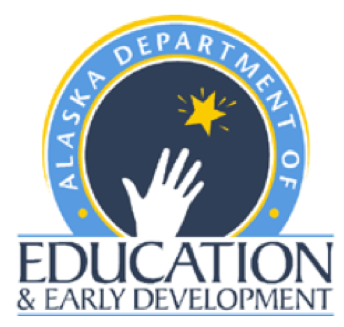 ALASKA DEPARTMENT OF
EDUCATION
& EARLY DEVELOPMENT